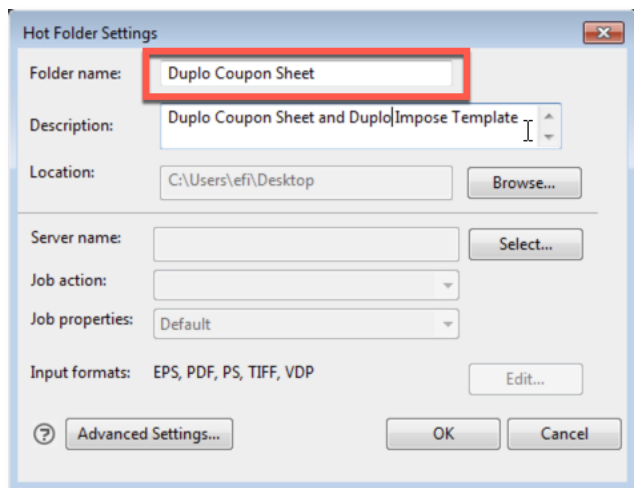 Hot Folder Settings
Folder name: Duplo Coupon Sheet
Description: Duplo Coupon Sheet and Duplo Impose Template
Location: C:\Users\efi\Desktop Browse...
Server name: Select...
Job action:
Job properties: Default
Input formats: EPS, PDF, PS, TIFF, VDP Edit...
? Advanced Settings... OK Cancel